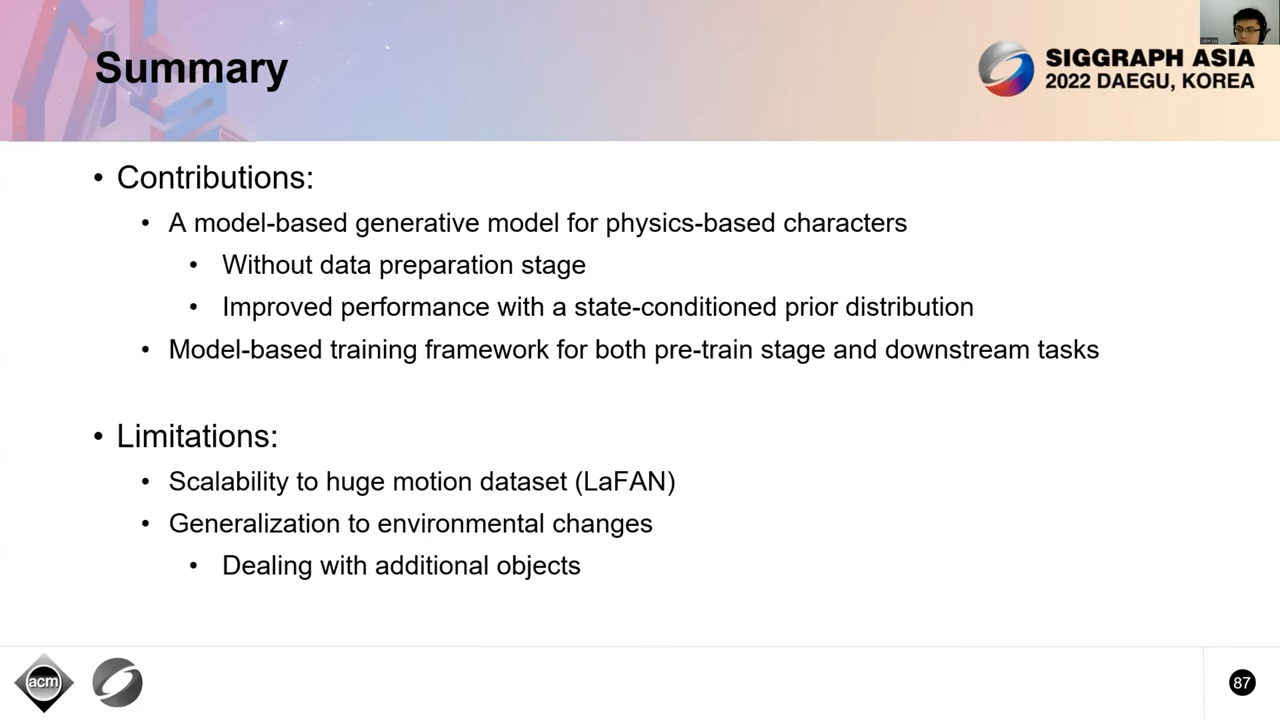 Summary
SIGGRAPH ASIA
2022 DAEGU, KOREA
• Contributions:
• A model-based generative model for physics-based characters
• Without data preparation stage
• Improved performance with a state-conditioned prior distribution
• Model-based training framework for both pre-train stage and downstream tasks
• Limitations:
• Scalability to huge motion dataset (LaFAN)
• Generalization to environmental changes
• Dealing with additional objects
acm
87